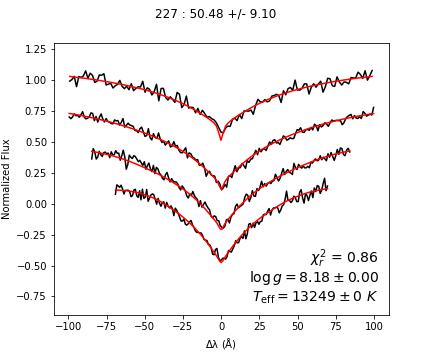 227 : 50.48 +/- 9.10
Normalized Flux
1.25
1.00
0.75
0.50
0.25
0.00
−0.25
−0.50
−0.75
χ²ᵣ = 0.86
log g = 8.18 ± 0.00
T_eff = 13249 ± 0 K
−100 −75 −50 −25 0 25 50 75 100
Δλ (Å)